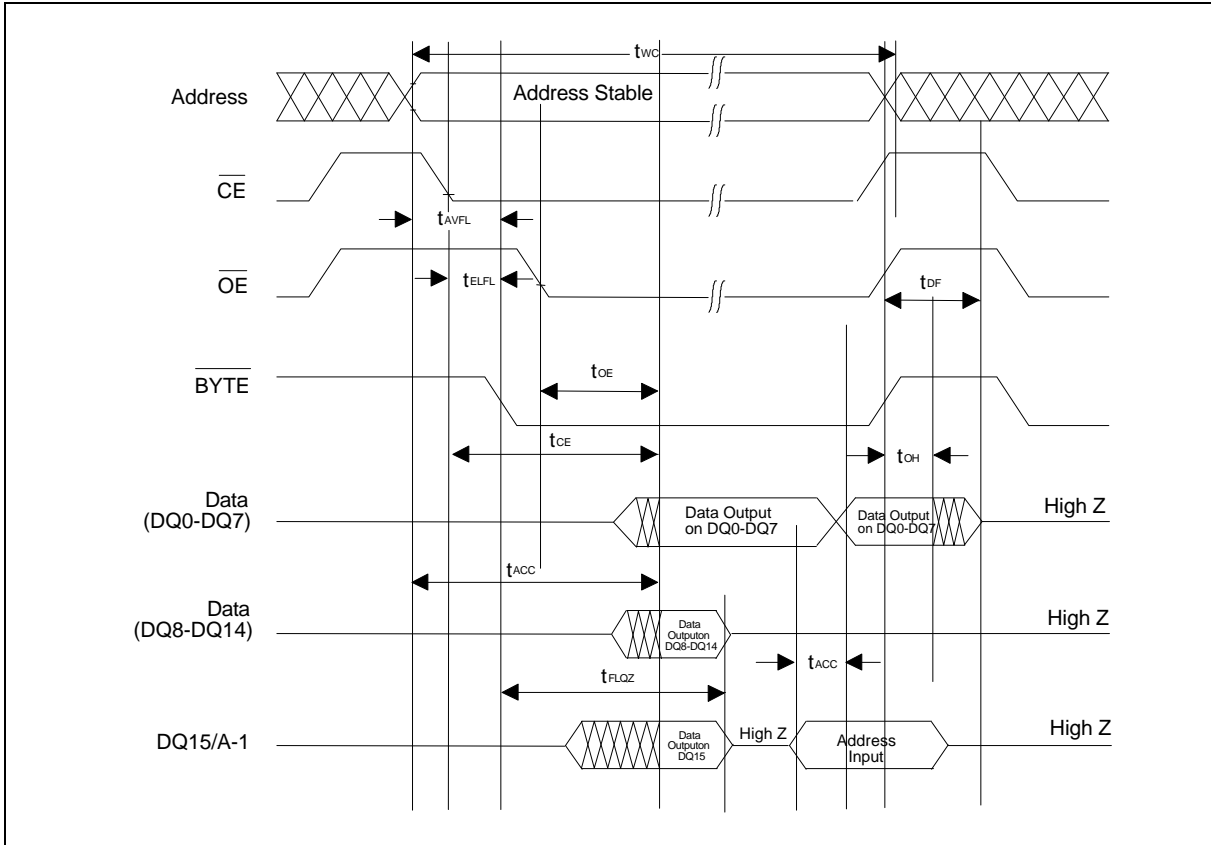 tWC
Address
Address Stable
CE
tAVFL
OE
tELFL
tDF
BYTE
tOE
tCE
tOH
Data
(DQ0-DQ7)
Data Output
on DQ0-DQ7
Data Output
on DQ0-DQ7
High Z
tACC
Data
(DQ8-DQ14)
Data
Outputon
DQ8-DQ14
High Z
tACC
tFLQZ
DQ15/A-1
Data
Outputon
DQ15
High Z
Address
Input
High Z